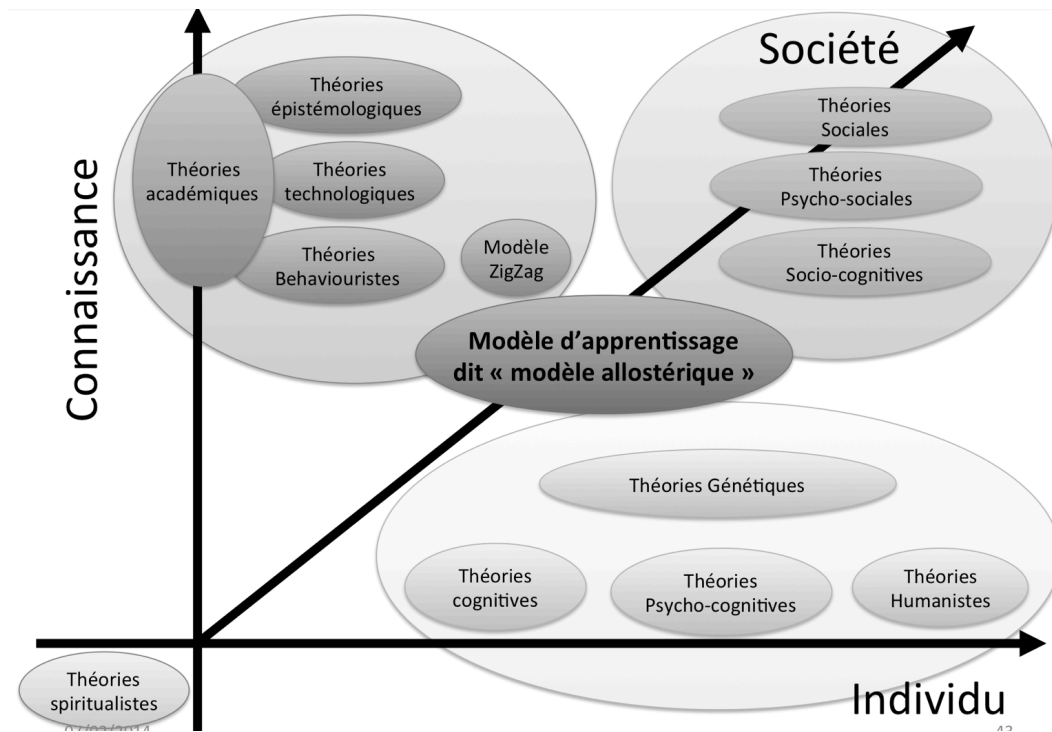 Société
Théories
épistémologiques
Théories
Sociales
Théories
académiques
Théories
technologiques
Théories
Psycho-sociales
Connaissance
Théories
Behaviouristes
Modèle
ZigZag
Théories
Socio-cognitives
Modèle d'apprentissage
dit « modèle allostérique »
Théories Génétiques
Théories
cognitives
Théories
Psycho-cognitives
Théories
Humanistes
Théories
spiritualistes
Individu
43